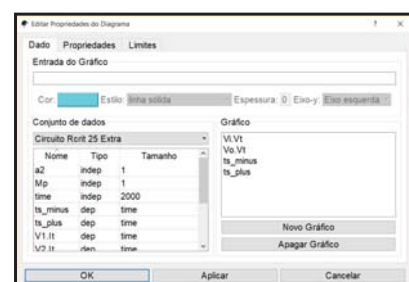 Editar Propriedades do Diagrama ? ×
Dado Propriedades Limites
Entrada do Gráfico
Cor: Estilo: linha sólida Espessura: 0 Eixo-y: Eixo esquerda
Conjunto de dados
Circuito Rcrit 25 Extra
Nome Tipo Tamanho
a2 indep 1
Mp indep 1
time indep 2000
ts_minus dep time
ts_plus dep time
V1.It dep time
V2.It dep time
Gráfico
Vi.Vt
Vo.Vt
ts_minus
ts_plus
Novo Gráfico
Apagar Gráfico
OK Aplicar Cancelar